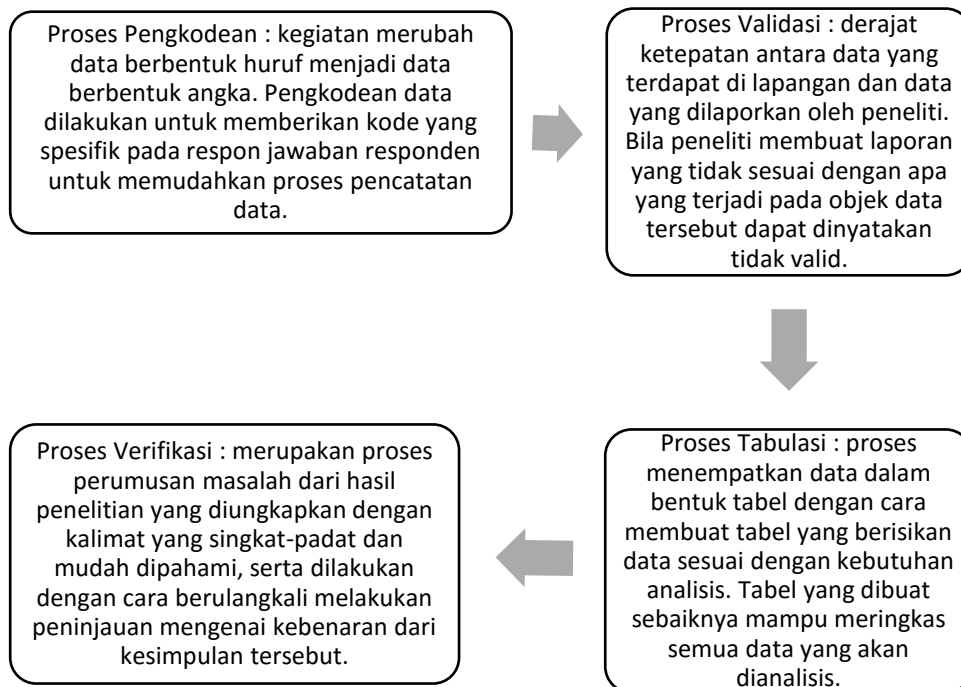 Proses Pengkodean : kegiatan merubah
data berbentuk huruf menjadi data
berbentuk angka. Pengkodean data
dilakukan untuk memberikan kode yang
spesifik pada respon jawaban responden
untuk memudahkan proses pencatatan
data.
Proses Validasi : derajat
ketepatan antara data yang
terdapat di lapangan dan data
yang dilaporkan oleh peneliti.
Bila peneliti membuat laporan
yang tidak sesuai dengan apa
yang terjadi pada objek data
tersebut dapat dinyatakan
tidak valid.
Proses Tabulasi : proses
menempatkan data dalam
bentuk tabel dengan cara
membuat tabel yang berisikan
data sesuai dengan kebutuhan
analisis. Tabel yang dibuat
sebaiknya mampu meringkas
semua data yang akan
dianalisis.
Proses Verifikasi : merupakan proses
perumusan masalah dari hasil
penelitian yang diungkapkan dengan
kalimat yang singkat-padat dan
mudah dipahami, serta dilakukan
dengan cara berulangkali melakukan
peninjauan mengenai kebenaran dari
kesimpulan tersebut.